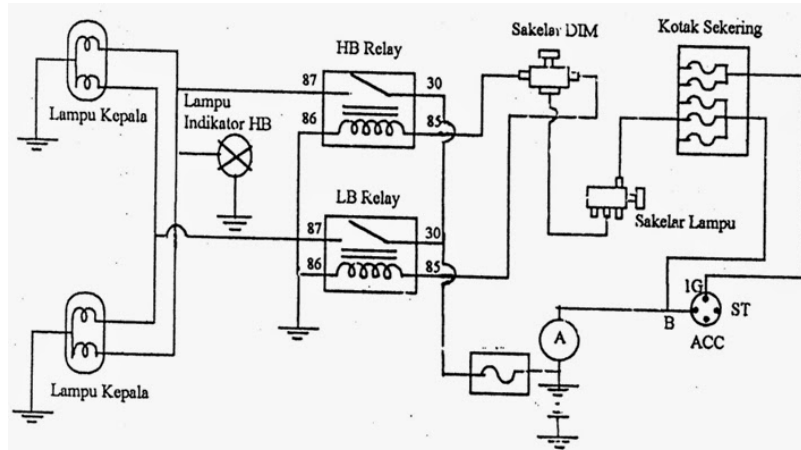 Sakelar DIM
Kotak Sekering
HB Relay
87
30
Lampu Kepala
Lampu
Indikator HB
86
85
LB Relay
87
30
Sakelar Lampu
86
85
1G
ST
B
A
ACC
Lampu Kepala